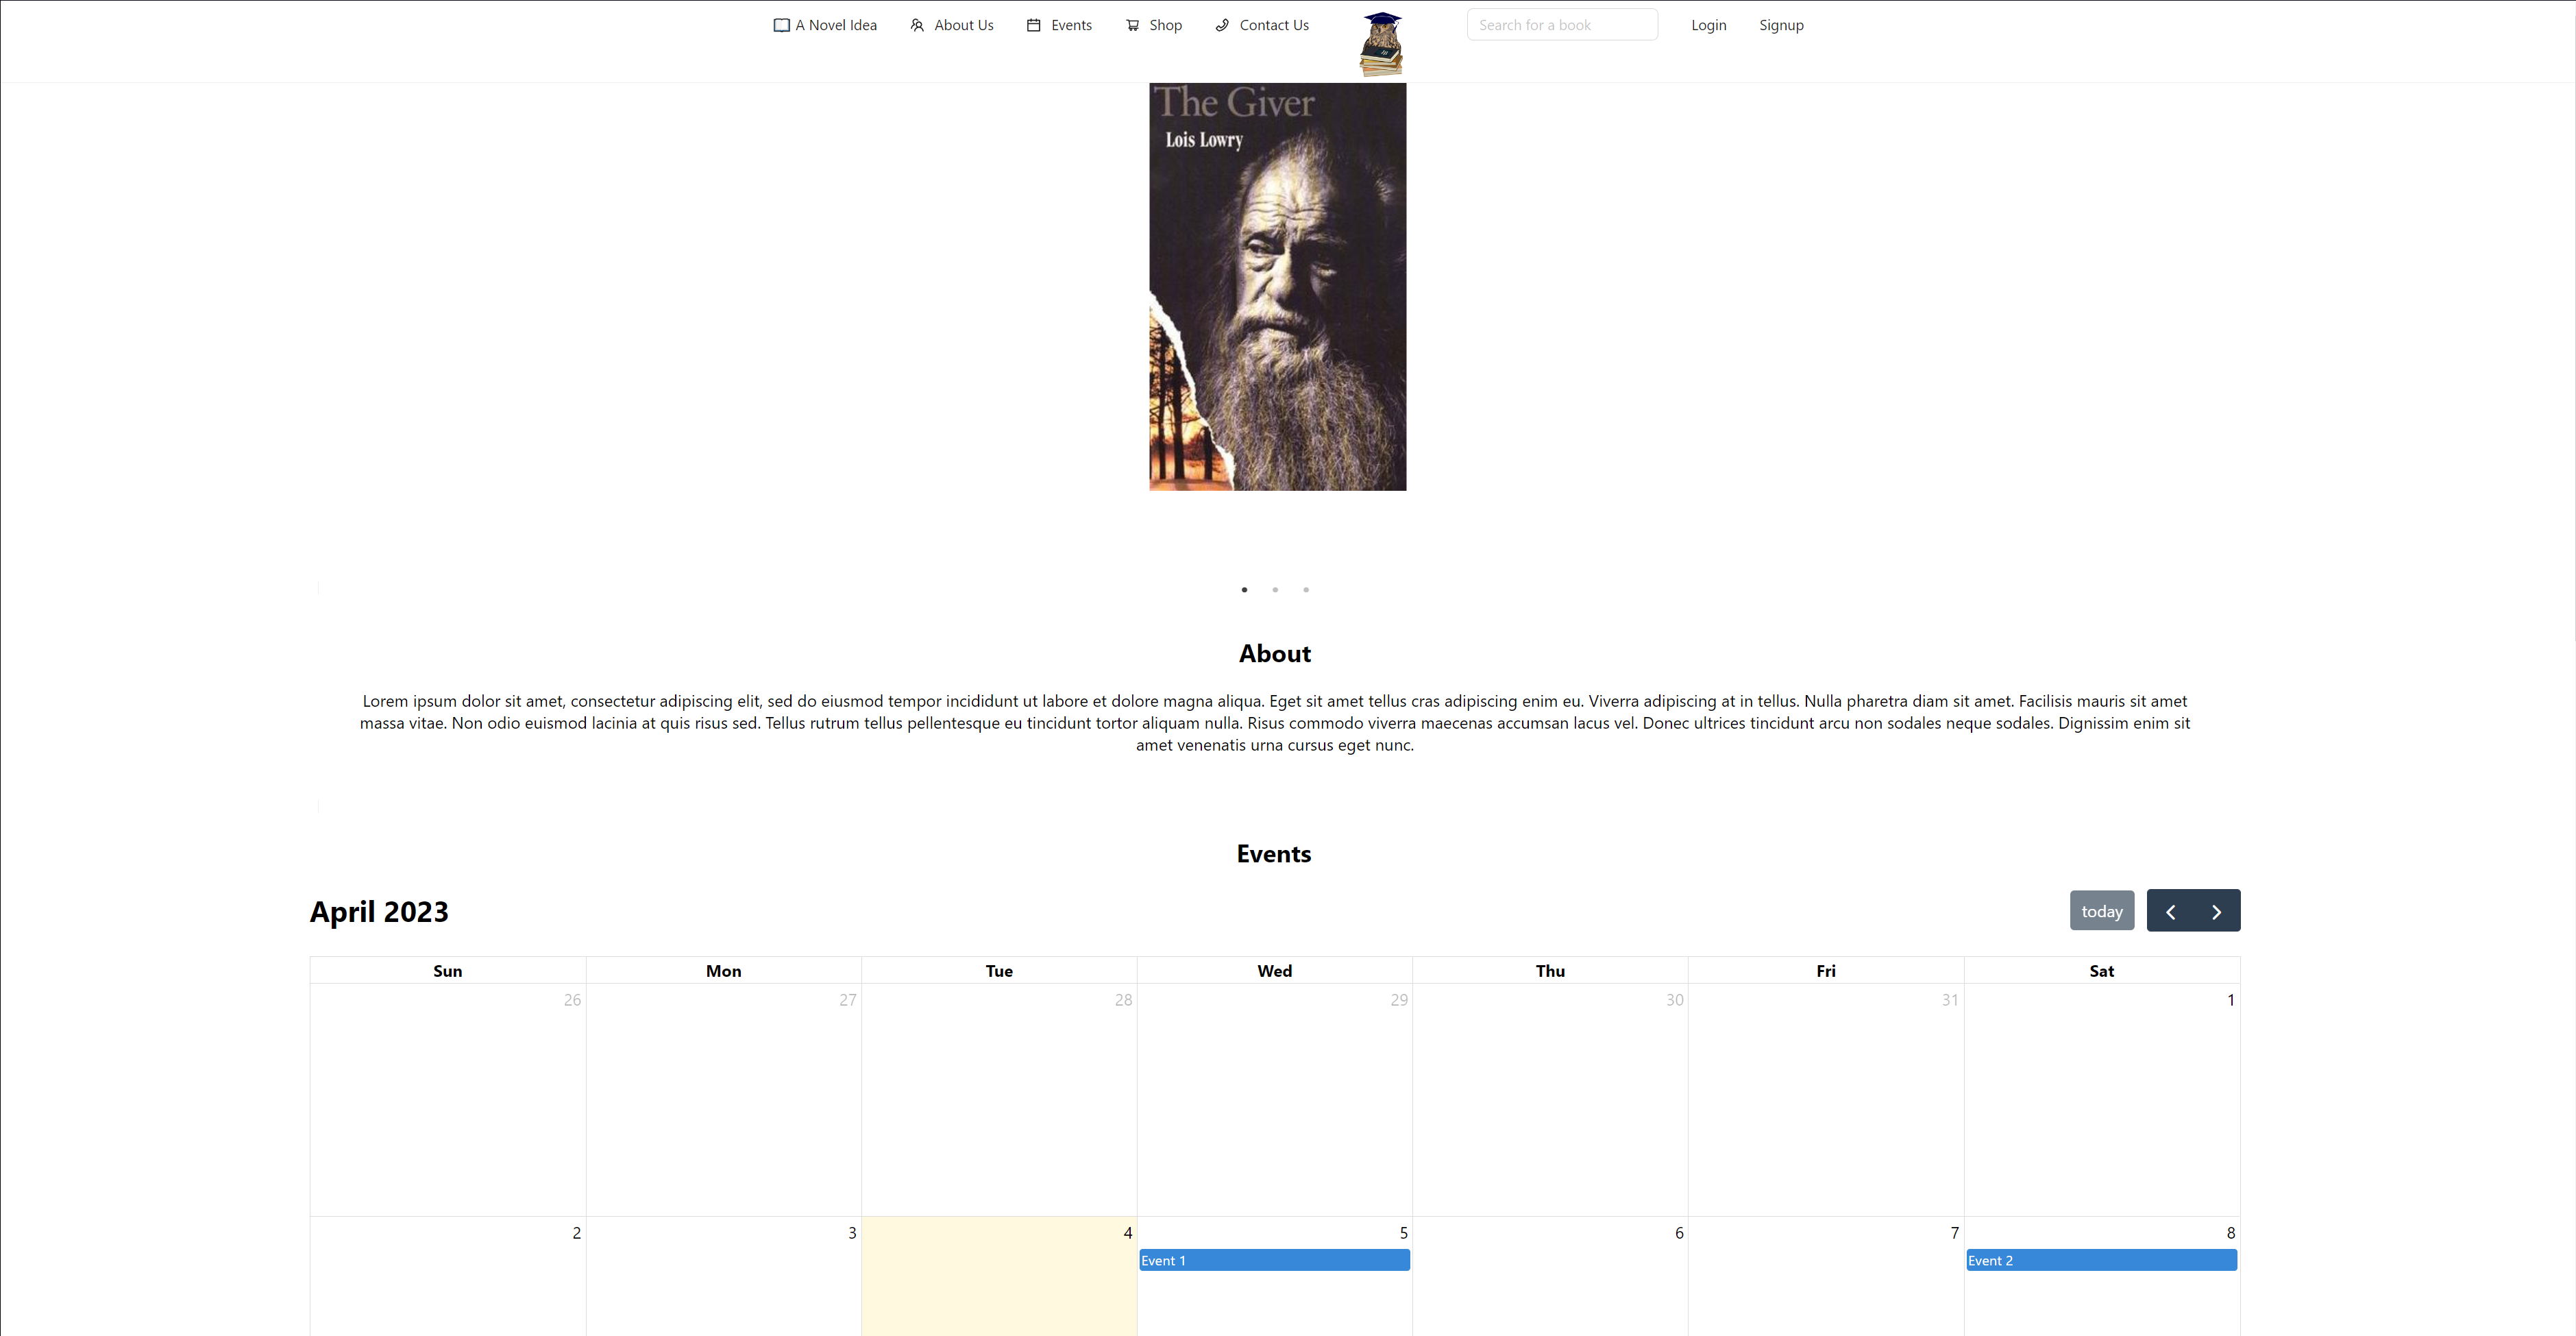 A Novel Idea About Us Events Shop Contact Us Search for a book Login Signup
The Giver
Lois Lowry
About
Lorem ipsum dolor sit amet, consectetur adipiscing elit, sed do eiusmod tempor incididunt ut labore et dolore magna aliqua. Eget sit amet tellus cras adipiscing enim eu. Viverra adipiscing at in tellus. Nulla pharetra diam sit amet. Facilisis mauris sit amet
massa vitae. Non odio euismod lacinia at quis risus sed. Tellus rutrum tellus pellentesque eu tincidunt tortor aliquam nulla. Risus commodo viverra maecenas accumsan lacus vel. Donec ultrices tincidunt arcu non sodales neque sodales. Dignissim enim sit
amet venenatis urna cursus eget nunc.
Events
April 2023 today
Sun Mon Tue Wed Thu Fri Sat
26 27 28 29 30 31 1
2 3 4 5 6 7 8
Event 1 Event 2